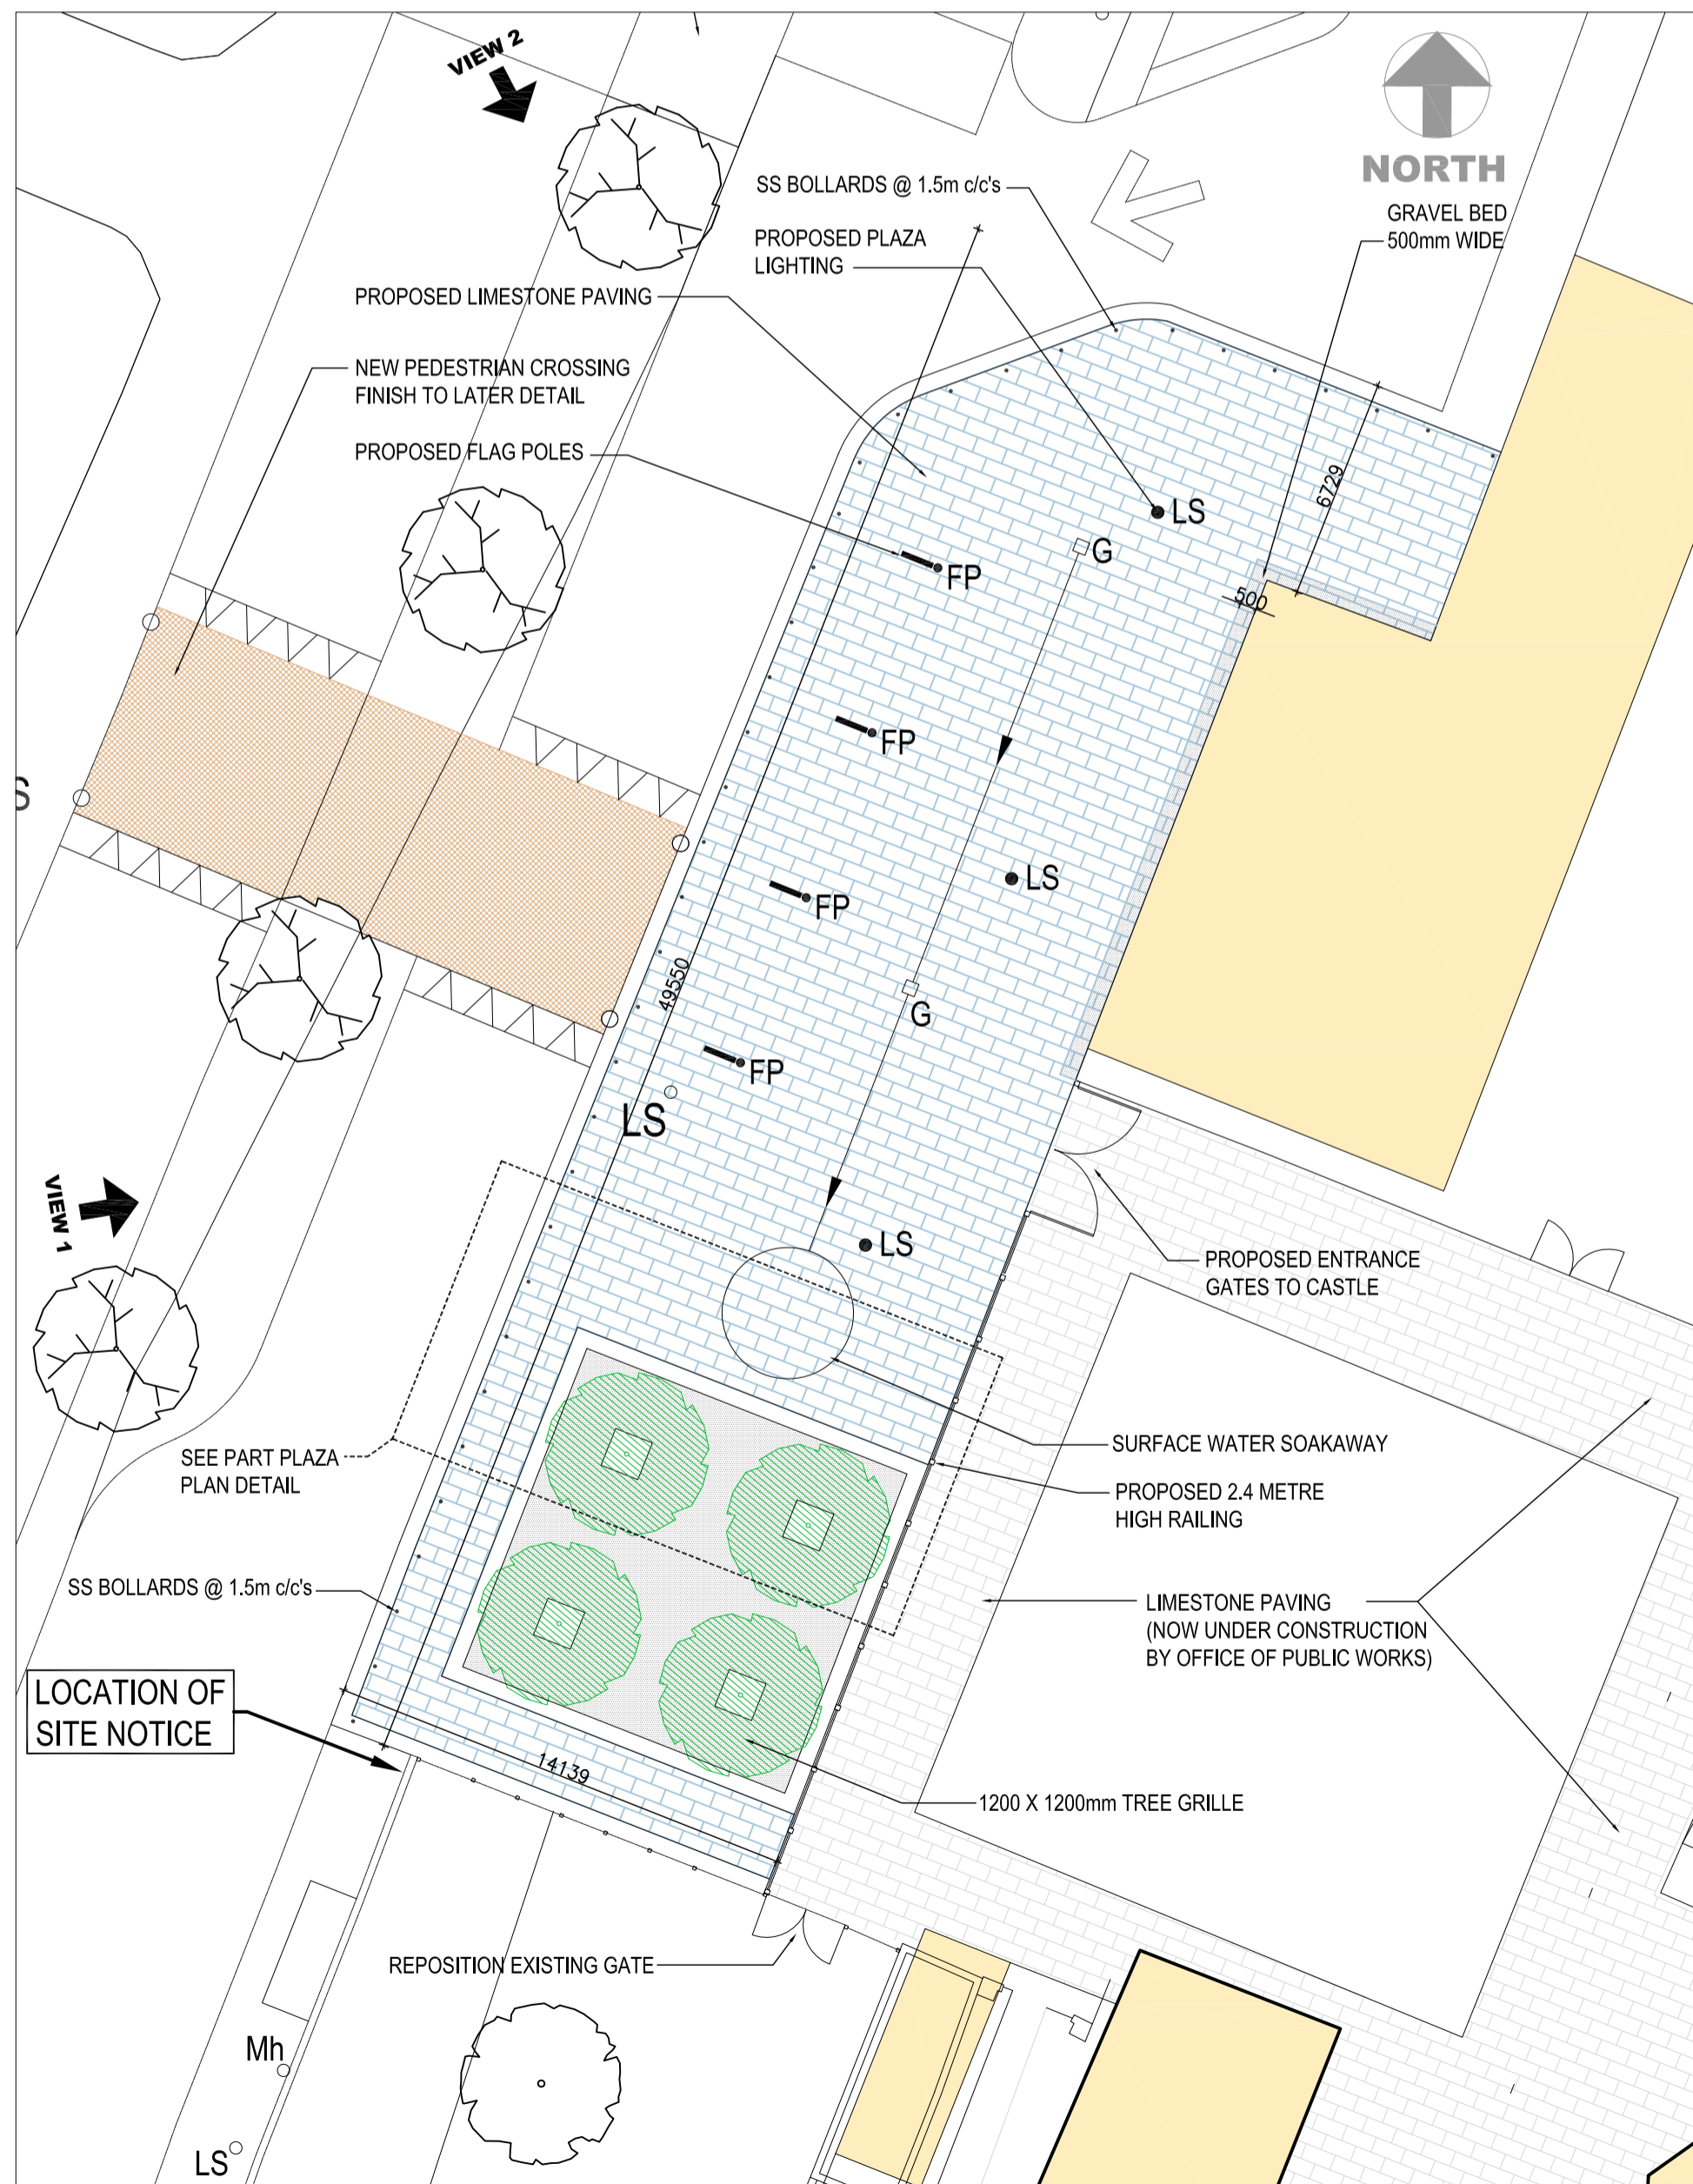 VIEW 2
NORTH
SS BOLLARDS @ 1.5m c/c's
GRAVEL BED
500mm WIDE
PROPOSED PLAZA
LIGHTING
PROPOSED LIMESTONE PAVING
NEW PEDESTRIAN CROSSING
FINISH TO LATER DETAIL
PROPOSED FLAG POLES
6729
LS
G
FP
500
FP
S
LS
FP
49550
G
FP
LS
VIEW 1
LS
PROPOSED ENTRANCE
GATES TO CASTLE
SURFACE WATER SOAKAWAY
SEE PART PLAZA
PLAN DETAIL
PROPOSED 2.4 METRE
HIGH RAILING
SS BOLLARDS @ 1.5m c/c's
LIMESTONE PAVING
(NOW UNDER CONSTRUCTION
BY OFFICE OF PUBLIC WORKS)
LOCATION OF
SITE NOTICE
14139
1200 X 1200mm TREE GRILLE
REPOSITION EXISTING GATE
Mh
LS